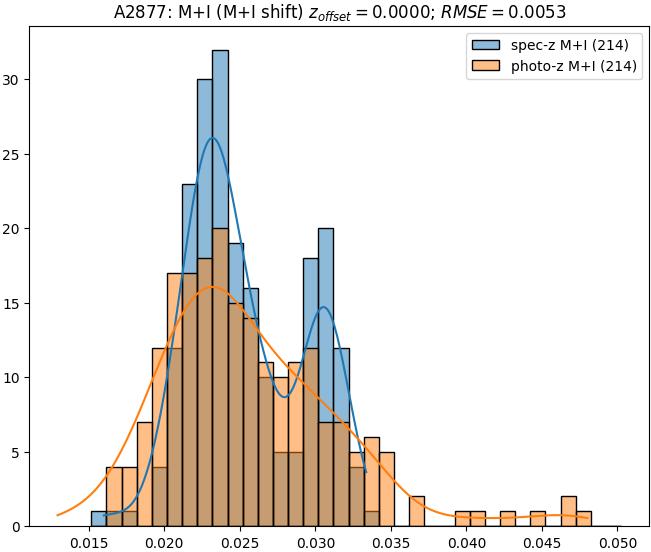 A2877: M+I (M+I shift) z_offset = 0.0000; RMSE = 0.0053
spec-z M+I (214)
photo-z M+I (214)
30
25
20
15
10
5
0
0.015 0.020 0.025 0.030 0.035 0.040 0.045 0.050